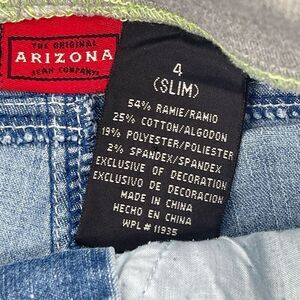 THE ORIGINAL
ARIZONA
JEAN COMPANY
4
(SLIM)
54% RAMIE/RAMIO
25% COTTON/ALGODON
19% POLYESTER/POLIESTER
2% SPANDEX/SPANDEX
EXCLUSIVE OF DECORATION
EXCLUSIVO DE DECORACION
MADE IN CHINA
HECHO EN CHINA
WPL # 11935